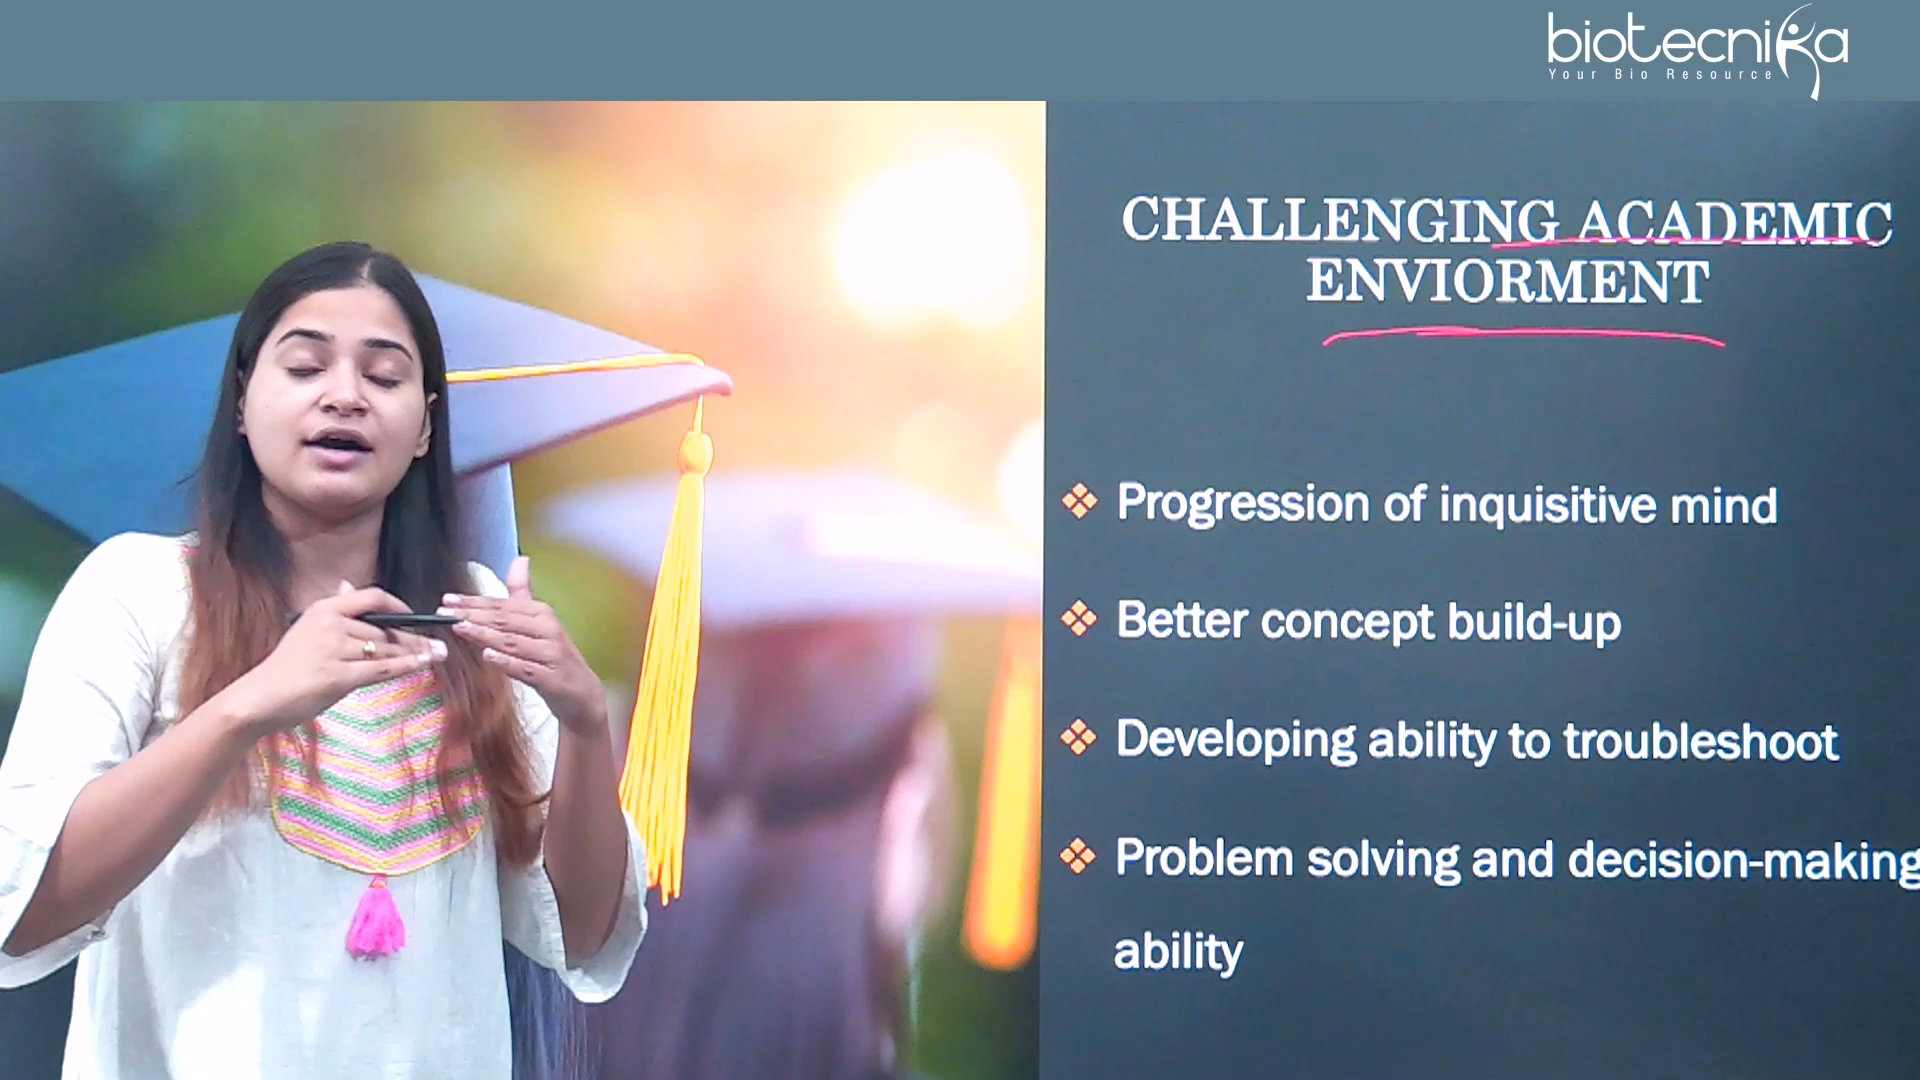 biotecnika
Your Bio Resource
CHALLENGING ACADEMIC
ENVIORMENT
Progression of inquisitive mind
Better concept build-up
Developing ability to troubleshoot
Problem solving and decision-making
ability